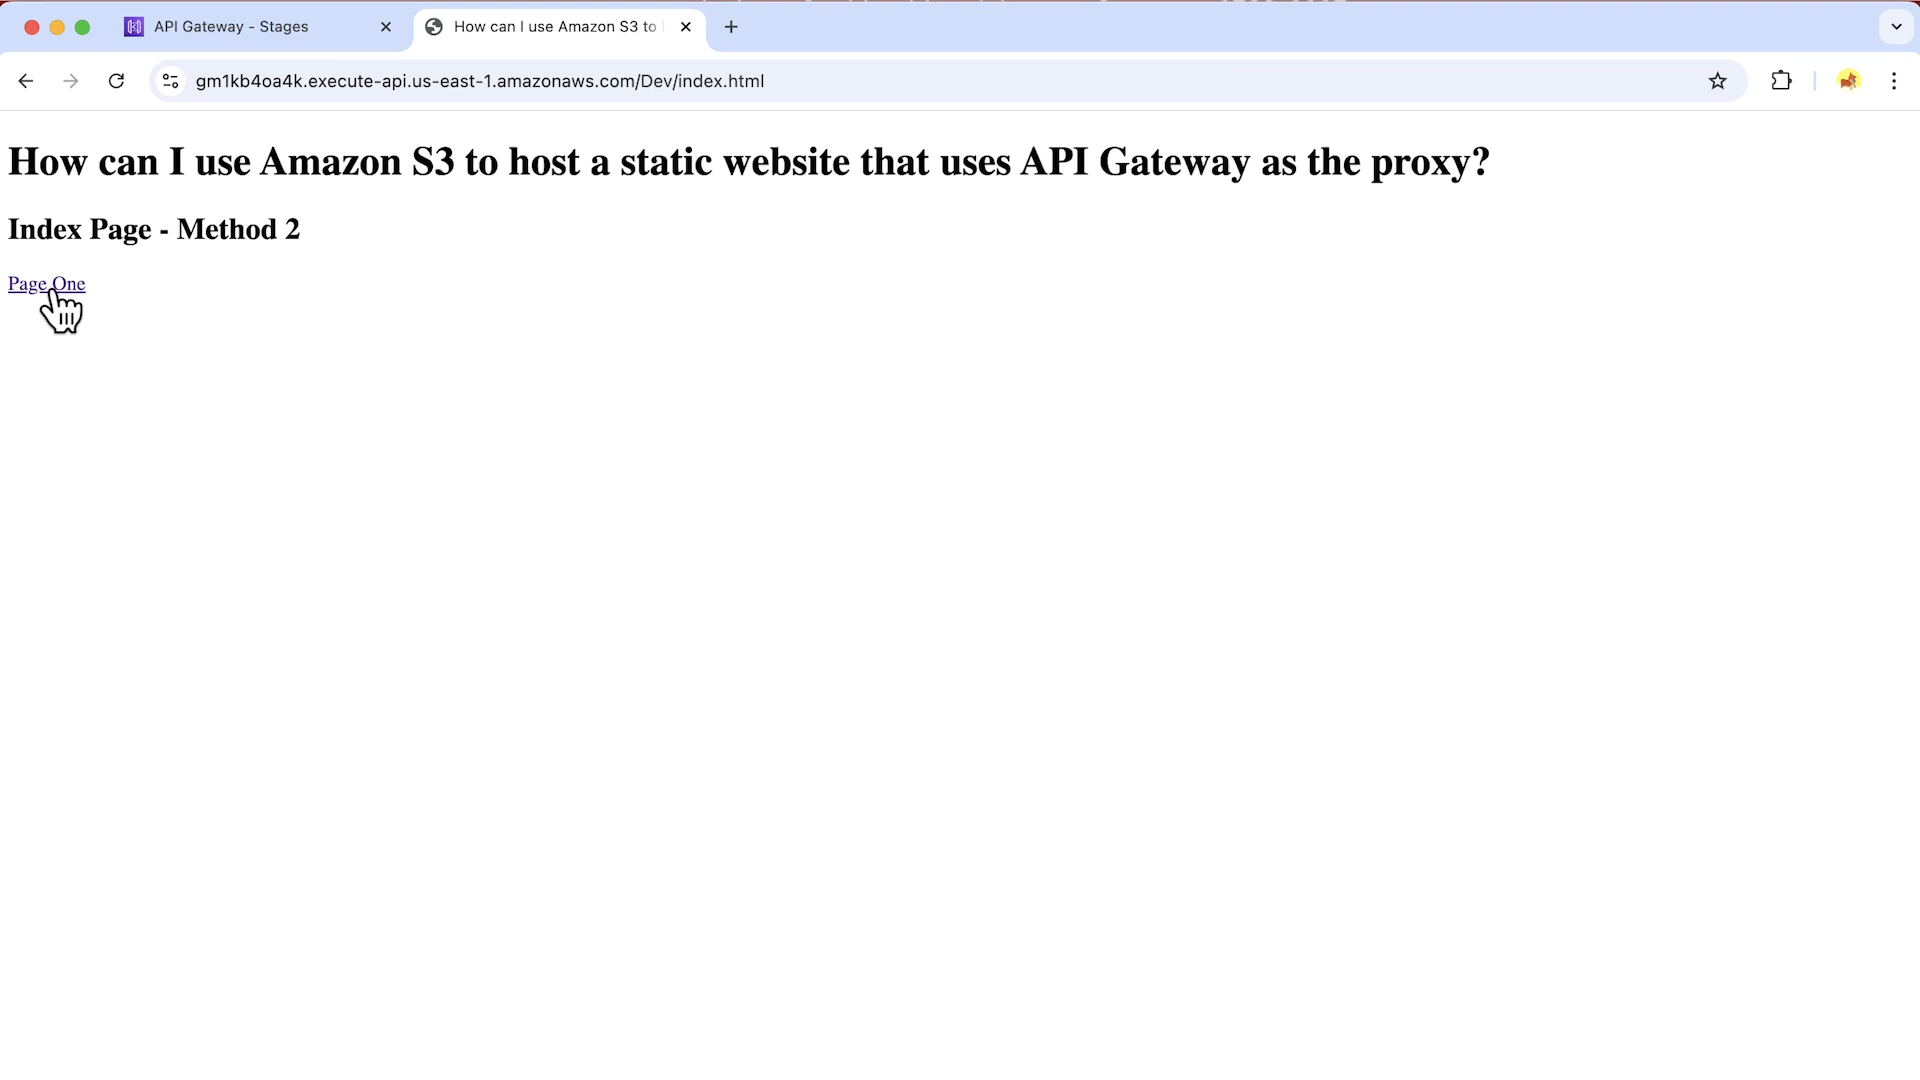 API Gateway - Stages
How can I use Amazon S3 to
gm1kb4oa4k.execute-api.us-east-1.amazonaws.com/Dev/index.html
How can I use Amazon S3 to host a static website that uses API Gateway as the proxy?
Index Page - Method 2
Page One